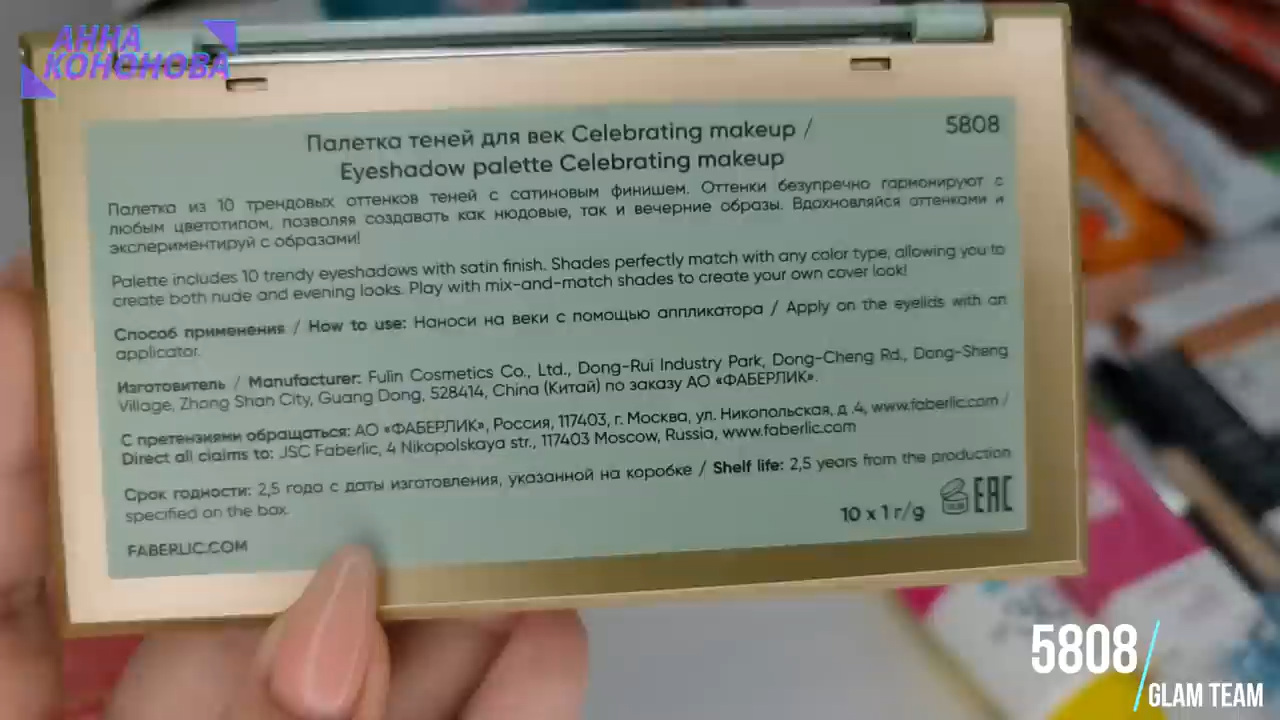 АННА
КОНОНОВА
Палетка теней для век Celebrating makeup /
5808
Eyeshadow palette Celebrating makeup
Палетка из 10 трендовых оттенков теней с сатиновым финишем. Оттенки безупречно гармонируют с
любым цветотипом, позволяя создавать как нюдовые, так и вечерние образы. Вдохновляйся оттенками и
экспериментируй с образами!
Palette includes 10 trendy eyeshadows with satin finish. Shades perfectly match with any color type, allowing you to
create both nude and evening looks. Play with mix-and-match shades to create your own cover look!
Способ применения / How to use: Наноси на веки с помощью аппликатора / Apply on the eyelids with an
applicator.
Изготовитель / Manufacturer: Fulin Cosmetics Co., Ltd., Dong-Rui Industry Park, Dong-Cheng Rd., Dong-Sheng
Village, Zhong Shan City, Guang Dong, 528414, China (Китай) по заказу АО «ФАБЕРЛИК».
С претензиями обращаться: АО «ФАБЕРЛИК», Россия, 117403, г. Москва, ул. Никопольская, д .4, www.faberlic.com /
Direct all claims to: JSC Faberlic, 4 Nikopolskaya str., 117403 Moscow, Russia, www.faberlic.com
Срок годности: 2,5 года с даты изготовления, указанной на коробке / Shelf life: 2,5 years from the production
specified on the box.
10 x 1 г/g
EAC
FABERLIC.COM
5808
GLAM TEAM